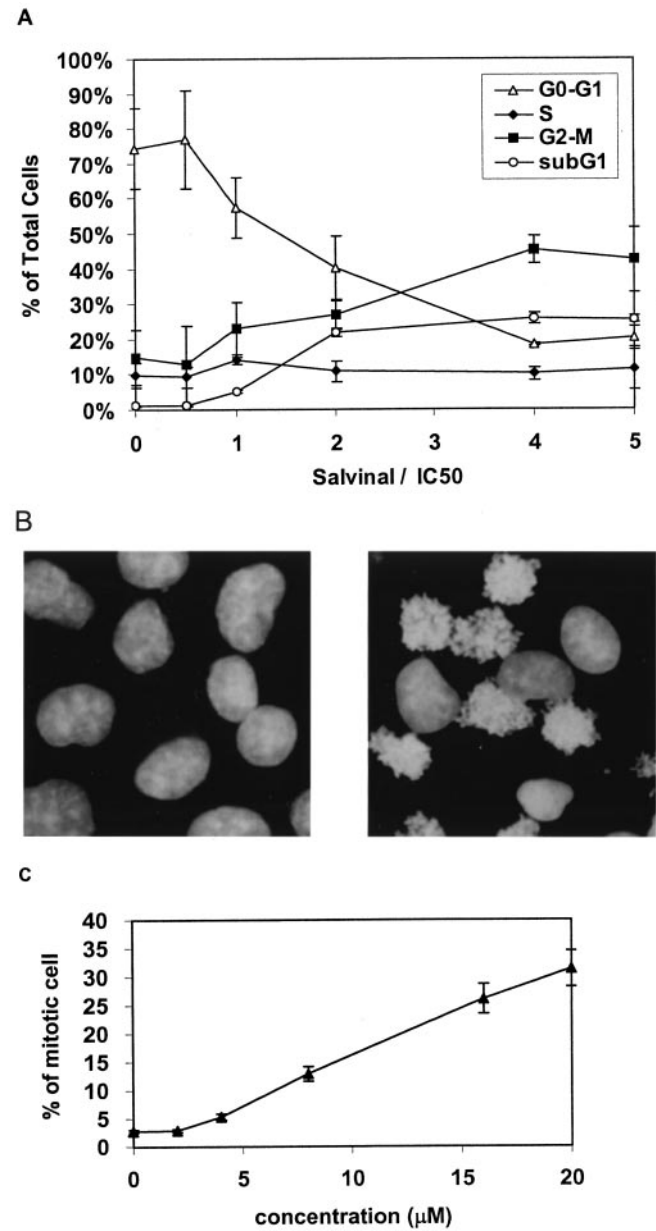 A
100%
90%
80%
70%
60%
50%
40%
30%
20%
10%
0%
% of Total Cells
G0-G1
S
G2-M
subG1
0 1 2 3 4 5
Salvinal / IC50
B
C
40
35
30
25
20
15
10
5
0
% of mitotic cell
0 5 10 15 20
concentration (μM)